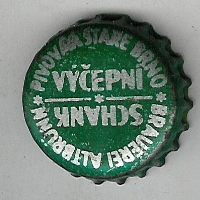 PIVOVAR STARÉ BRNO
VÝČEPNÍ
SCHANK
BRAUEREI ALTBRÜNN